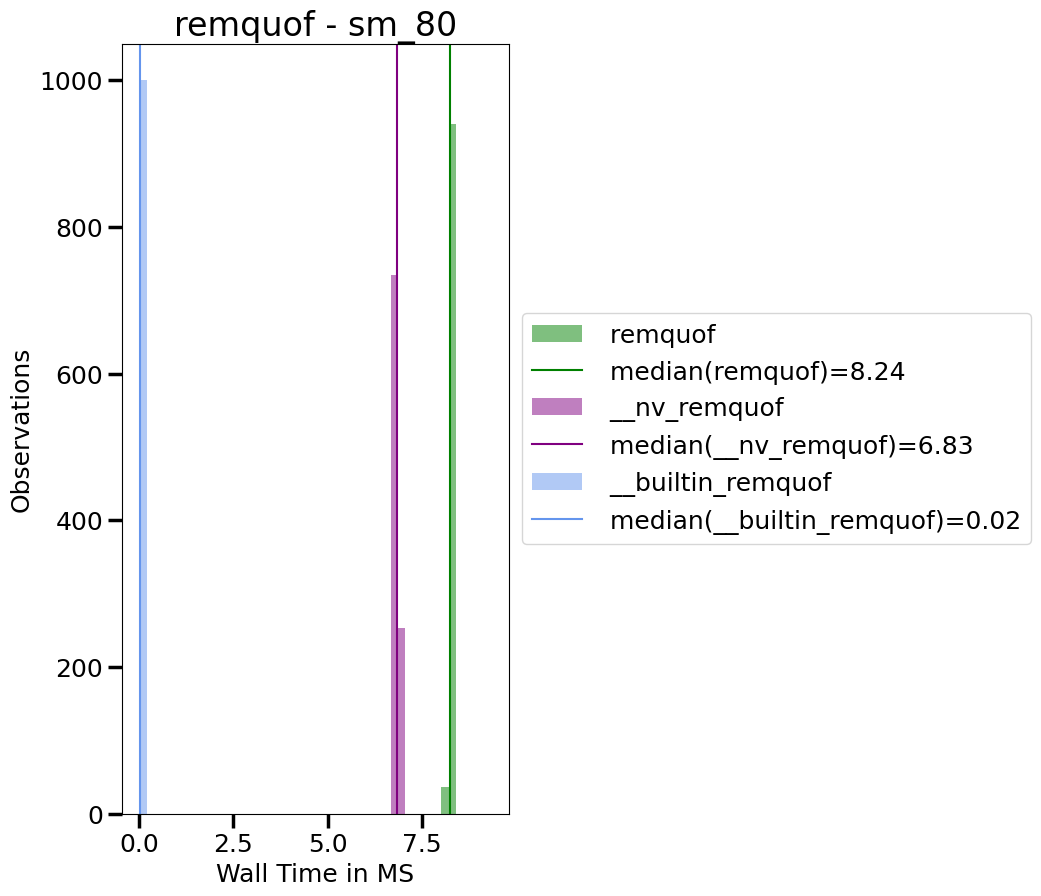 remquof - sm_80
1000
800
600
400
200
0
Observations
0.0 2.5 5.0 7.5
Wall Time in MS
remquof
median(remquof)=8.24
__nv_remquof
median(__nv_remquof)=6.83
__builtin_remquof
median(__builtin_remquof)=0.02